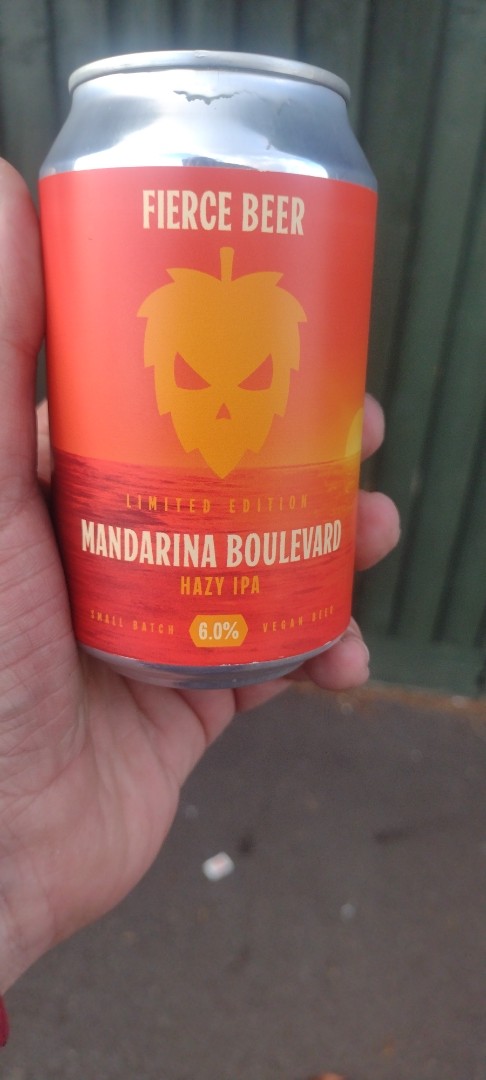 FIERCE BEER
LIMITED EDITION
MANDARINA BOULEVARD
HAZY IPA
SMALL BATCH 6.0% VEGAN BEER